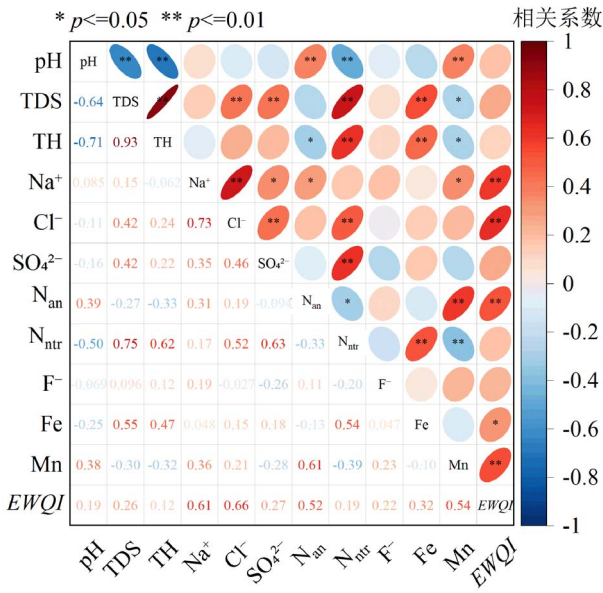 * p<=0.05 ** p<=0.01 相关系数
pH pH ** ** ** ** **
TDS -0.64 TDS ** ** ** ** ** *
TH -0.71 0.93 TH * ** ** *
Na⁺ 0.085 0.15 -0.062 Na⁺ ** * * * **
Cl⁻ -0.11 0.42 0.24 0.73 Cl⁻ ** ** **
SO₄²⁻ -0.16 0.42 0.22 0.35 0.46 SO₄²⁻ **
Nan 0.39 -0.27 -0.33 0.31 0.19 -0.094 Nan * ** **
Nntr -0.50 0.75 0.62 0.17 0.52 0.63 -0.33 Nntr ** **
F⁻ -0.069 0.096 0.12 0.19 -0.027 -0.26 0.11 -0.20 F⁻
Fe -0.25 0.55 0.47 0.048 0.15 0.18 -0.13 0.54 0.047 Fe *
Mn 0.38 -0.30 -0.32 0.36 0.21 -0.28 0.61 -0.39 0.23 -0.10 Mn **
EWQI 0.19 0.26 0.12 0.61 0.66 0.27 0.52 0.19 0.22 0.32 0.54 EWQI
pH TDS TH Na⁺ Cl⁻ SO₄²⁻ Nan Nntr F⁻ Fe Mn EWQI
1
0.8
0.6
0.4
0.2
0
-0.2
-0.4
-0.6
-0.8
-1